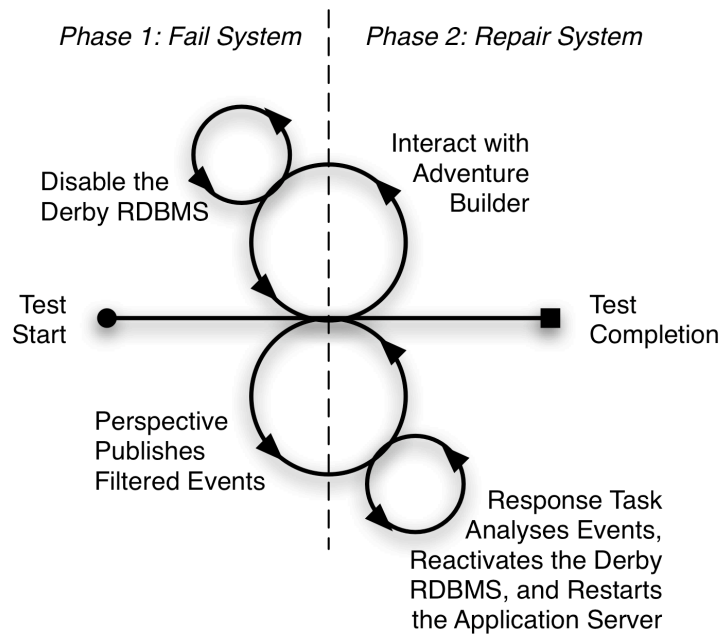 Phase 1: Fail System
Phase 2: Repair System
Interact with
Adventure
Builder
Disable the
Derby RDBMS
Test
Start
Test
Completion
Perspective
Publishes
Filtered Events
Response Task
Analyses Events,
Reactivates the Derby
RDBMS, and Restarts
the Application Server